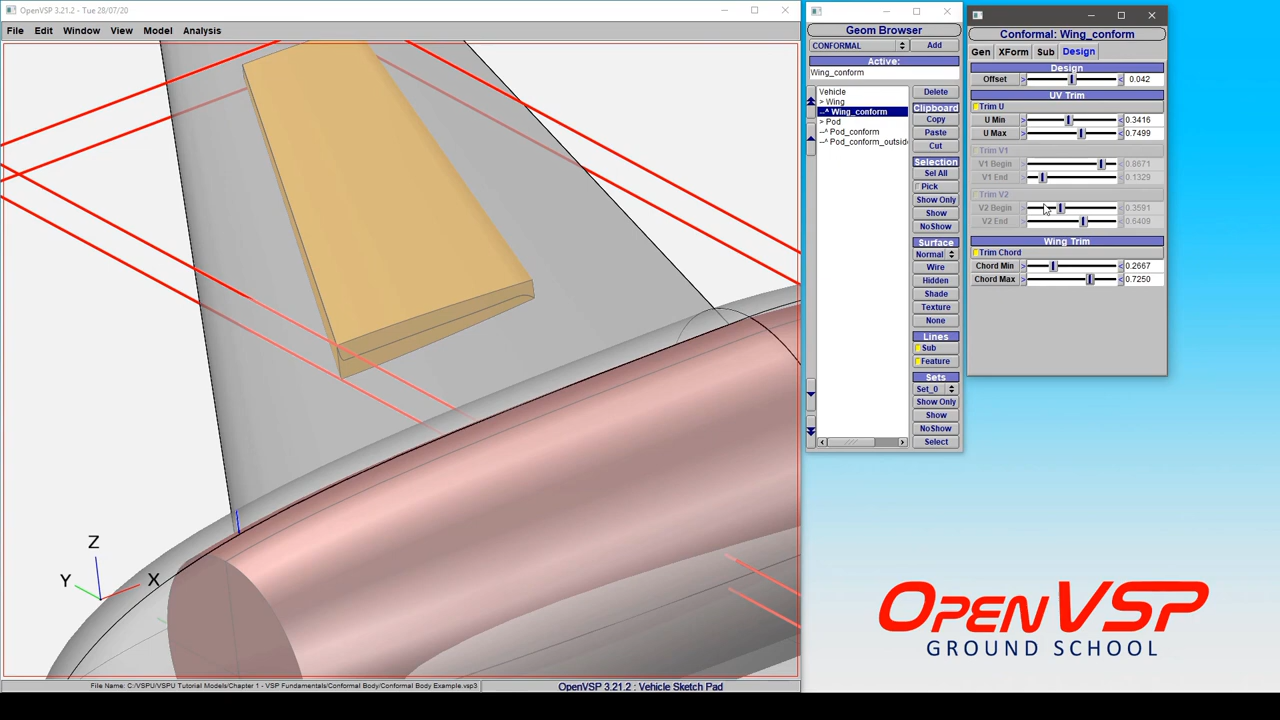 OpenVSP 3.21.2 - Tue 28/07/20
File Edit Window View Model Analysis
Z
Y
X
File Name: C:/VSPU/VSPU Tutorial Models/Chapter 1 - VSP Fundamentals/Conformal Body/Conformal Body Example.vsp3
OpenVSP 3.21.2 : Vehicle Sketch Pad
Geom Browser
CONFORMAL Add
Active:
Wing_conform
Vehicle
> Wing
--^ Wing_conform
> Pod
--^ Pod_conform
--^ Pod_conform_outside
Delete
Clipboard
Copy
Paste
Cut
Selection
Sel All
Pick
Show Only
Show
NoShow
Surface
Normal
Wire
Hidden
Shade
Texture
None
Lines
Sub
Feature
Sets
Set_0
Show Only
Show
NoShow
Select
Conformal: Wing_conform
Gen XForm Sub Design
Design
Offset > < 0.042
UV Trim
Trim U
U Min > < 0.3416
U Max > < 0.7499
Trim V1
V1 Begin > < 0.8671
V1 End > < 0.1329
Trim V2
V2 Begin > < 0.3591
V2 End > < 0.6409
Wing Trim
Trim Chord
Chord Min > < 0.2667
Chord Max > < 0.7250
OPENVSP
GROUND SCHOOL